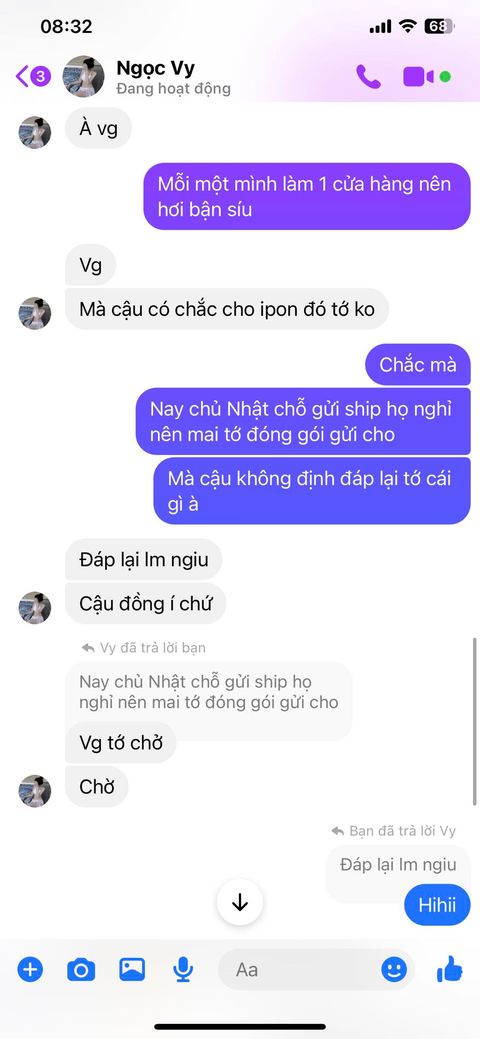 08:32
68
3
Ngọc Vy
Đang hoạt động
À vg
Mỗi một mình làm 1 cửa hàng nên
hơi bận síu
Vg
Mà cậu có chắc cho ipon đó tớ ko
Chắc mà
Nay chủ Nhật chỗ gửi ship họ nghỉ
nên mai tớ đóng gói gửi cho
Mà cậu không định đáp lại tớ cái
gì à
Đáp lại lm ngiu
Cậu đồng í chứ
Vy đã trả lời bạn
Nay chủ Nhật chỗ gửi ship họ
nghỉ nên mai tớ đóng gói gửi cho
Vg tớ chở
Chờ
Bạn đã trả lời Vy
Đáp lại lm ngiu
Hihii
Aa